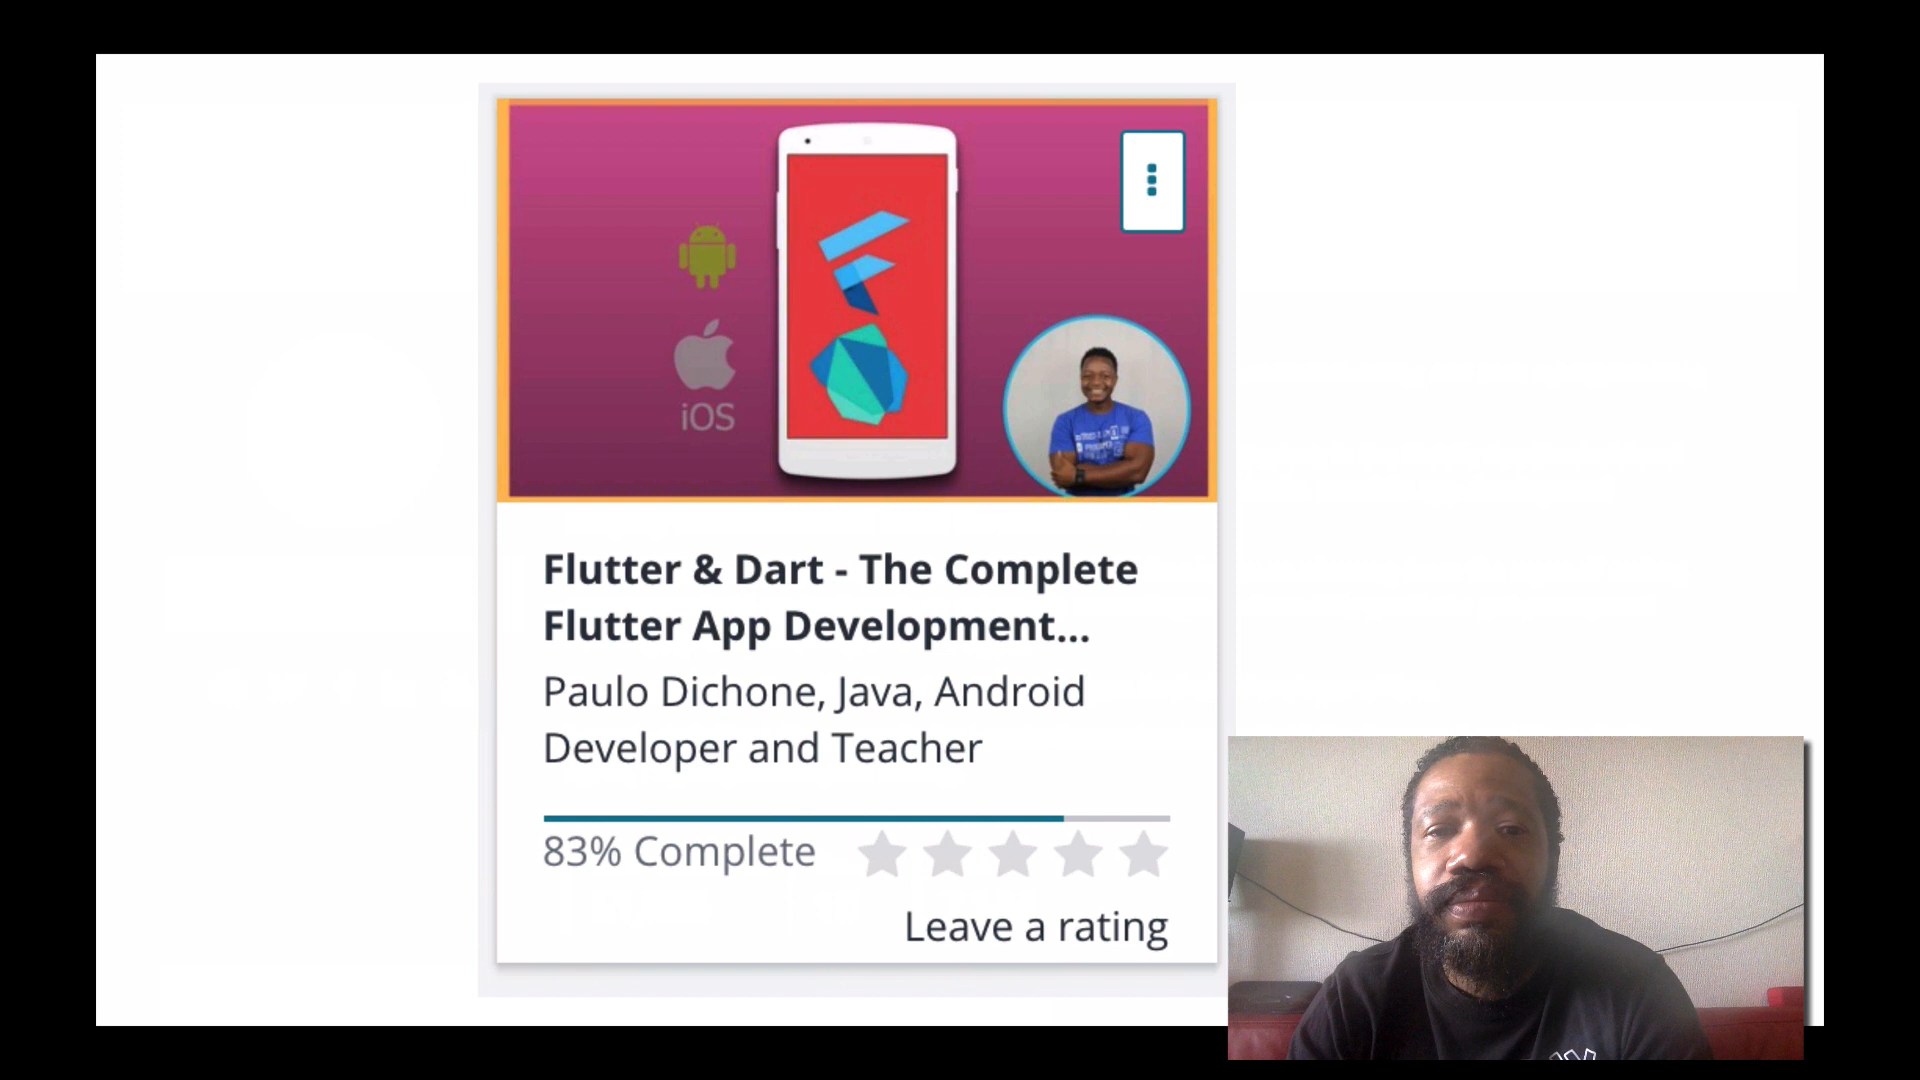 iOS
Flutter & Dart - The Complete
Flutter App Development...
Paulo Dichone, Java, Android
Developer and Teacher
83% Complete
Leave a rating